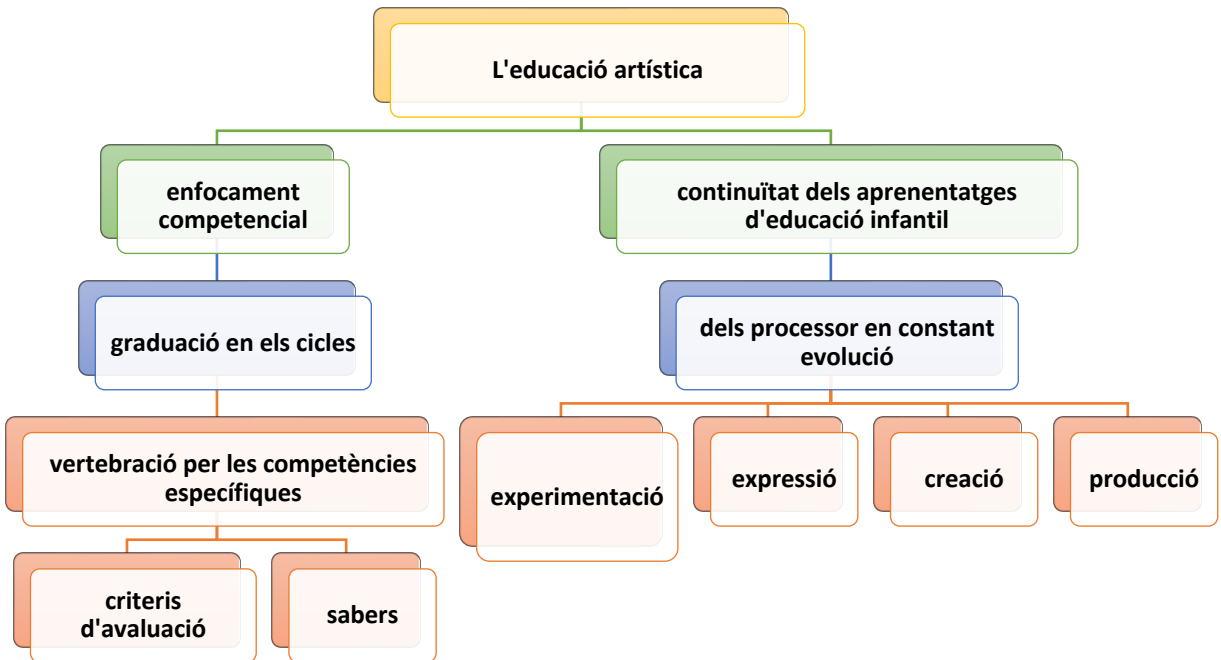 L'educació artística
enfocament
competencial
continuïtat dels aprenentatges
d'educació infantil
graduació en els cicles
dels processor en constant
evolució
vertebració per les competències
específiques
experimentació
expressió
creació
producció
criteris
d'avaluació
sabers